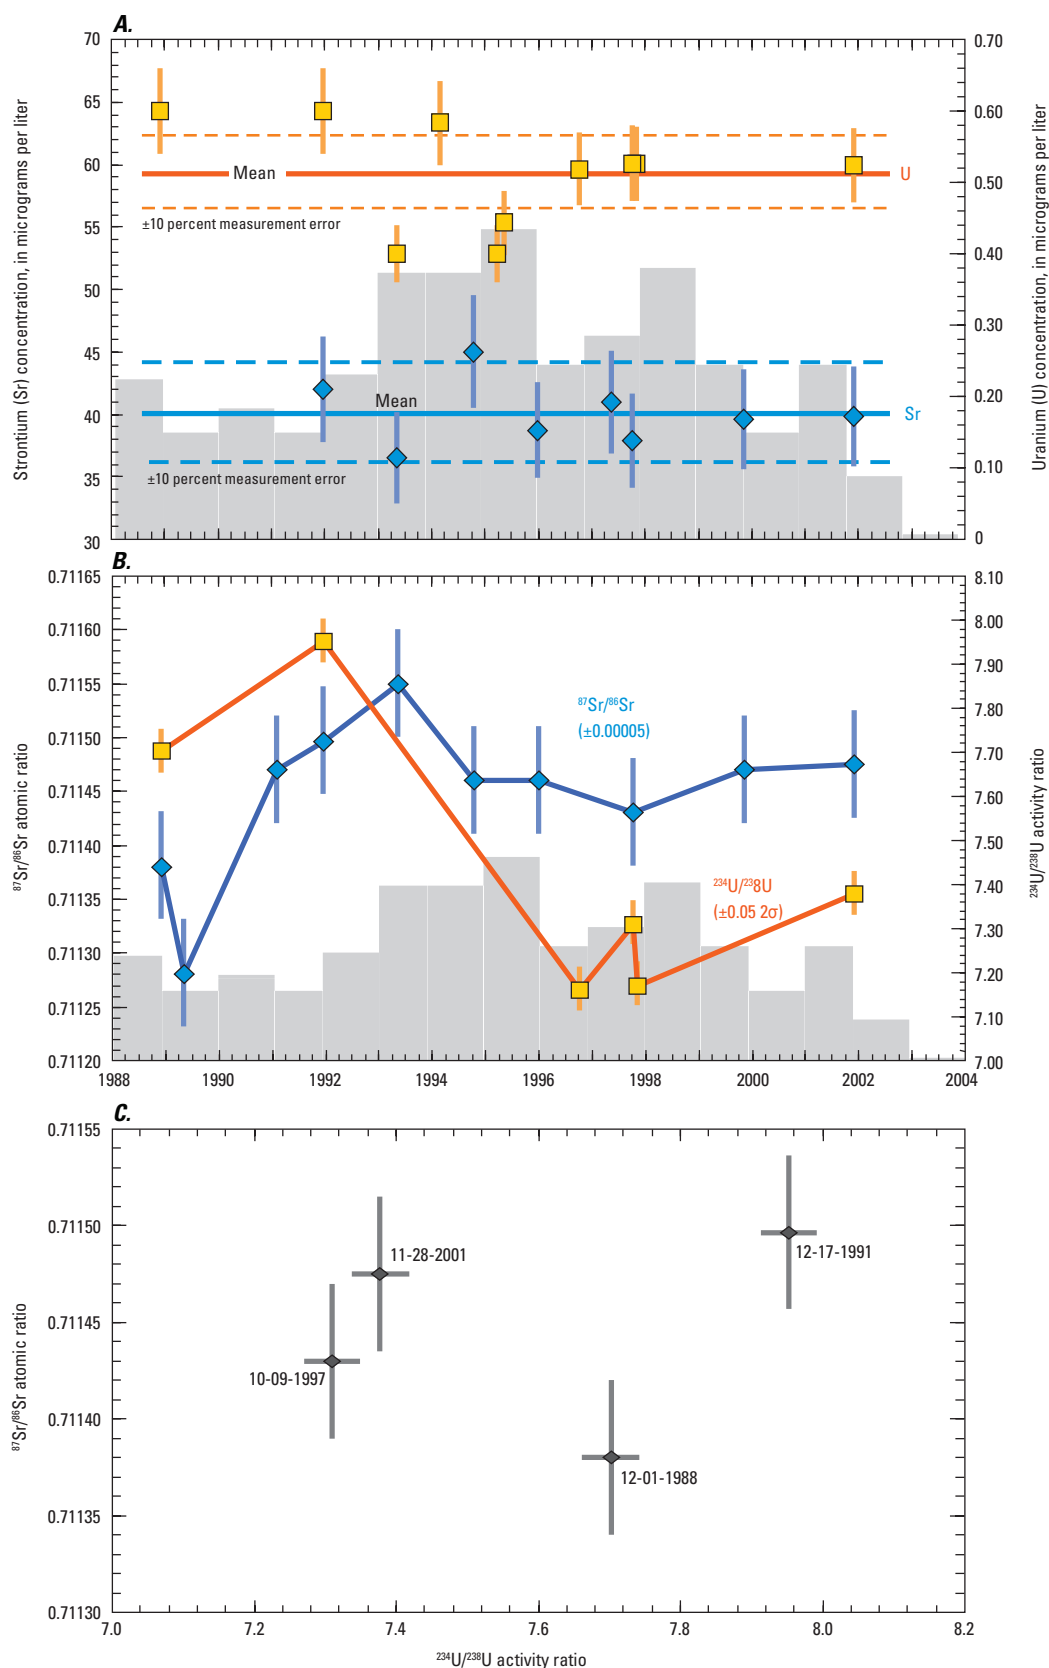 A.
70
65
60
55
50
45
40
35
30
Strontium (Sr) concentration, in micrograms per liter
0.70
0.60
0.50
0.40
0.30
0.20
0.10
0
Uranium (U) concentration, in micrograms per liter
Mean
U
±10 percent measurement error
Mean
Sr
±10 percent measurement error
B.
0.71165
0.71160
0.71155
0.71150
0.71145
0.71140
0.71135
0.71130
0.71125
0.71120
⁸⁷Sr/⁸⁶Sr atomic ratio
8.10
8.00
7.90
7.80
7.70
7.60
7.50
7.40
7.30
7.20
7.10
7.00
²³⁴U/²³⁸U activity ratio
⁸⁷Sr/⁸⁶Sr
(±0.00005)
²³⁴U/²³8U
(±0.05 2σ)
1988 1990 1992 1994 1996 1998 2000 2002 2004
C.
0.71155
0.71150
0.71145
0.71140
0.71135
0.71130
⁸⁷Sr/⁸⁶Sr atomic ratio
11-28-2001
12-17-1991
10-09-1997
12-01-1988
7.0 7.2 7.4 7.6 7.8 8.0 8.2
²³⁴U/²³⁸U activity ratio